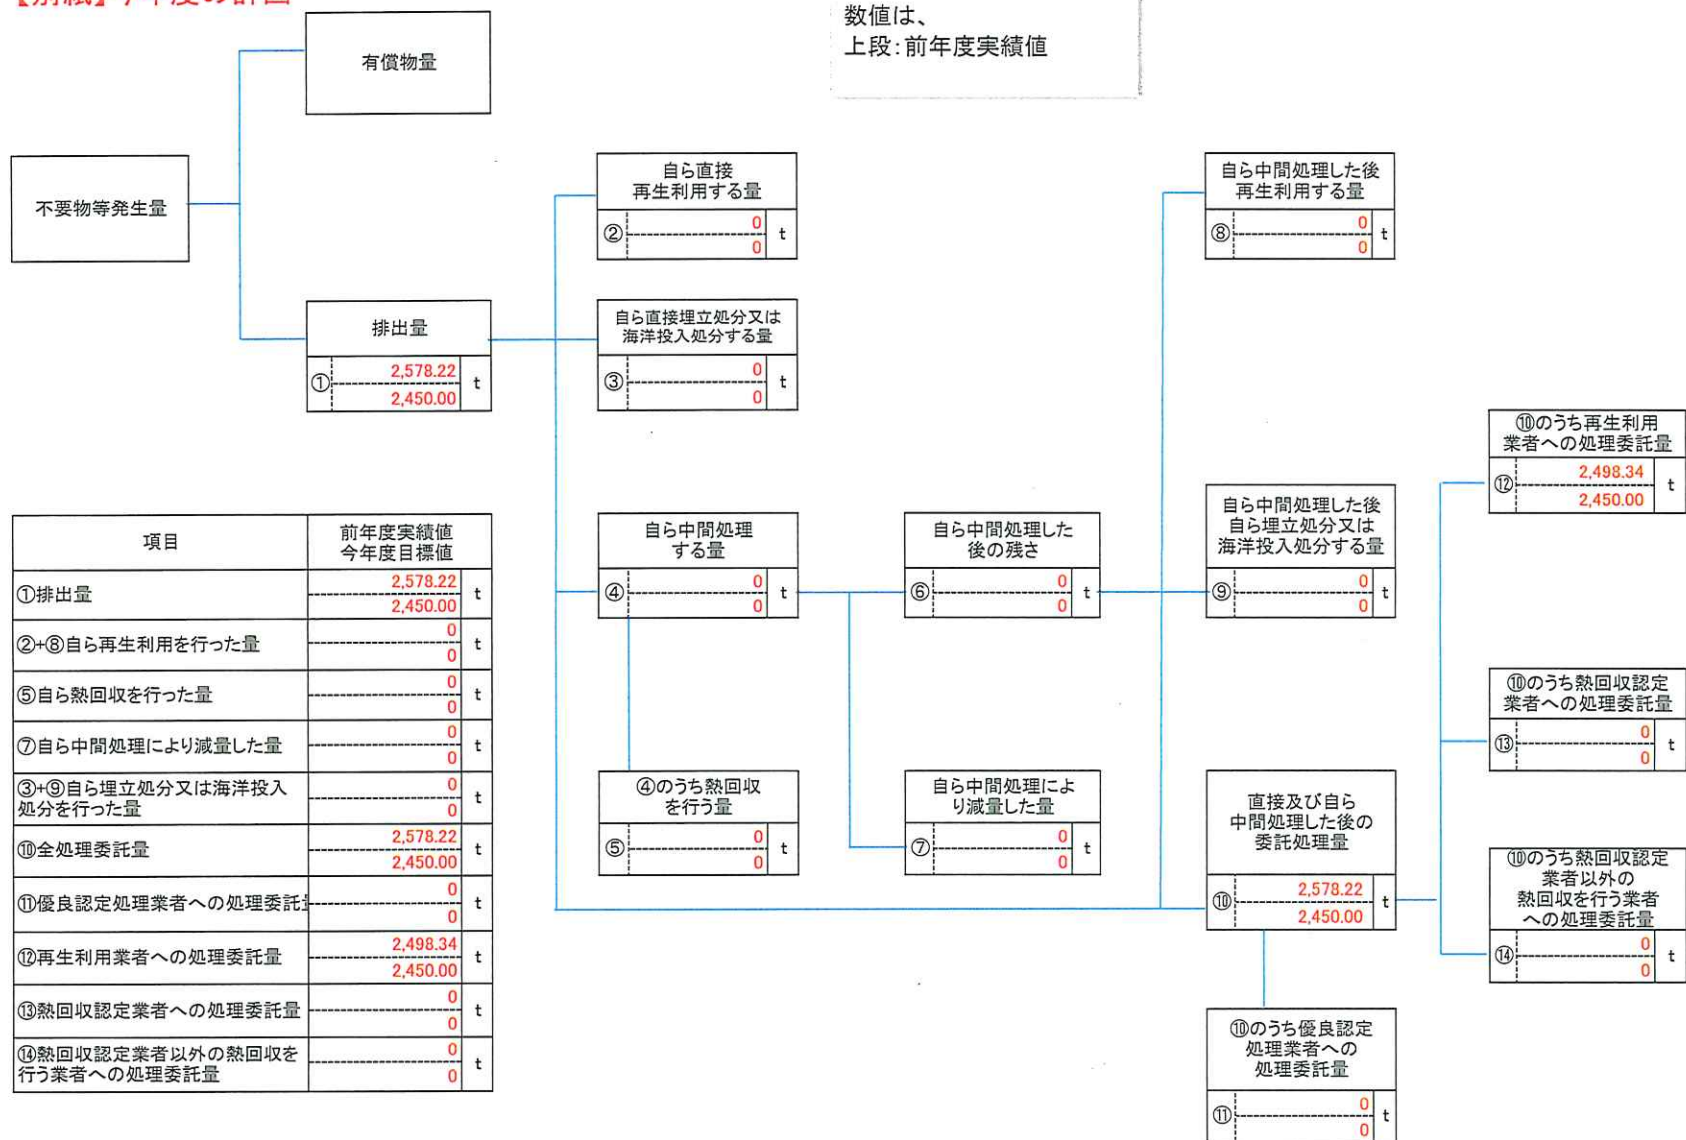 【別紙】今年度の計画
数値は、
上段：前年度実績値
有償物量
不要物等発生量
排出量
① 2,578.22 t
2,450.00
自ら直接
再生利用する量
② 0 t
0
自ら直接埋立処分又は
海洋投入処分する量
③ 0 t
0
自ら中間処理
する量
④ 0 t
0
④のうち熱回収
を行う量
⑤ 0 t
0
自ら中間処理した
後の残さ
⑥ 0 t
0
自ら中間処理によ
り減量した量
⑦ 0 t
0
自ら中間処理した後
再生利用する量
⑧ 0 t
0
自ら中間処理した後
自ら埋立処分又は
海洋投入処分する量
⑨ 0 t
0
直接及び自ら
中間処理した後の
委託処理量
⑩ 2,578.22 t
2,450.00
⑩のうち優良認定
処理業者への
処理委託量
⑪ 0 t
0
⑩のうち再生利用
業者への処理委託量
⑫ 2,498.34 t
2,450.00
⑩のうち熱回収認定
業者への処理委託量
⑬ 0 t
0
⑩のうち熱回収認定
業者以外の
熱回収を行う業者
への処理委託量
⑭ 0 t
0
項目 前年度実績値
今年度目標値
①排出量 2,578.22 t
2,450.00
②+⑧自ら再生利用を行った量 0 t
0
⑤自ら熱回収を行った量 0 t
0
⑦自ら中間処理により減量した量 0 t
0
③+⑨自ら埋立処分又は海洋投入
処分を行った量 0 t
0
⑩全処理委託量 2,578.22 t
2,450.00
⑪優良認定処理業者への処理委託 0 t
0
⑫再生利用業者への処理委託量 2,498.34 t
2,450.00
⑬熱回収認定業者への処理委託量 0 t
0
⑭熱回収認定業者以外の熱回収を
行う業者への処理委託量 0 t
0